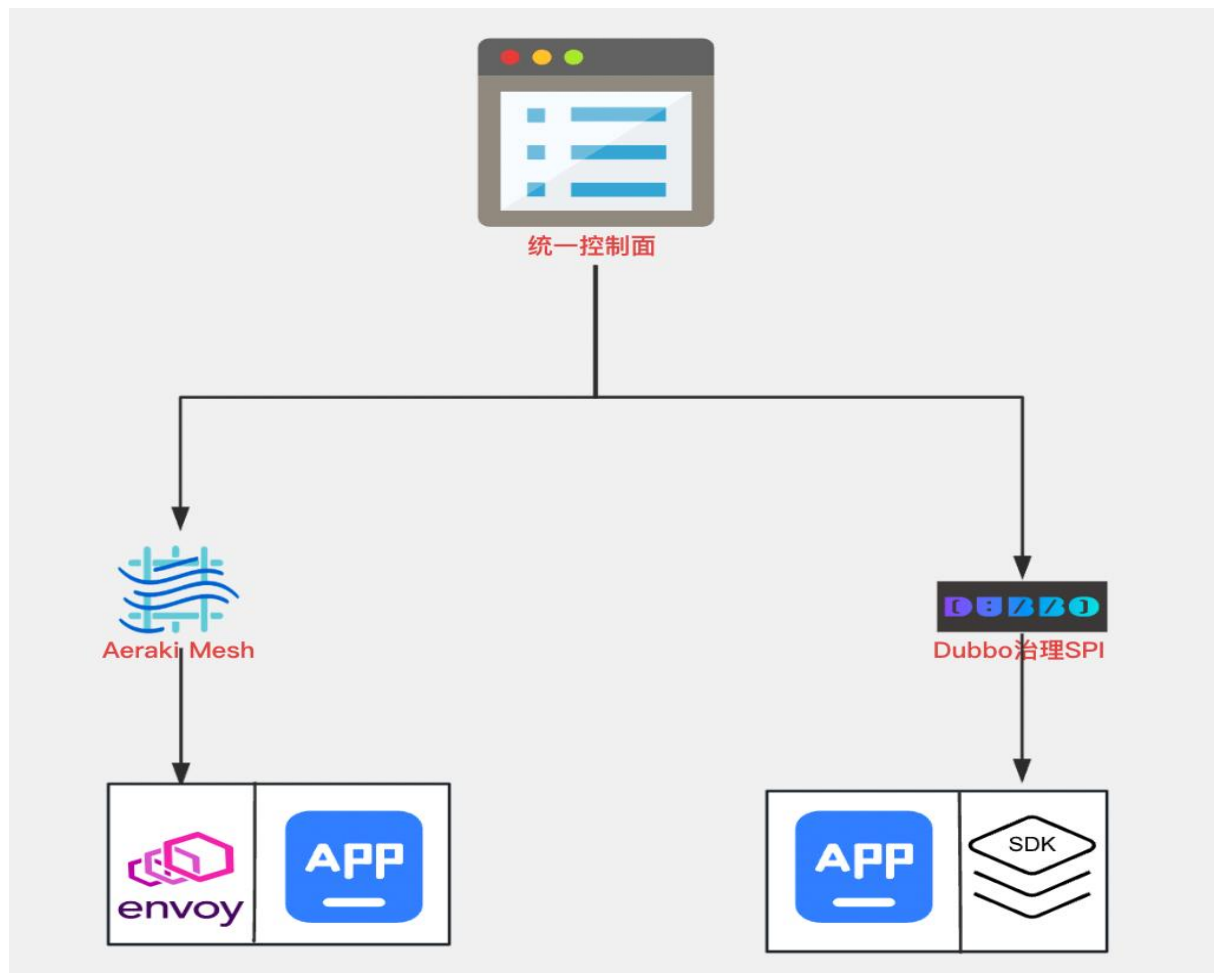 统一控制面
DUBBO
Aeraki Mesh
Dubbo治理SPI
envoy
APP
APP
SDK